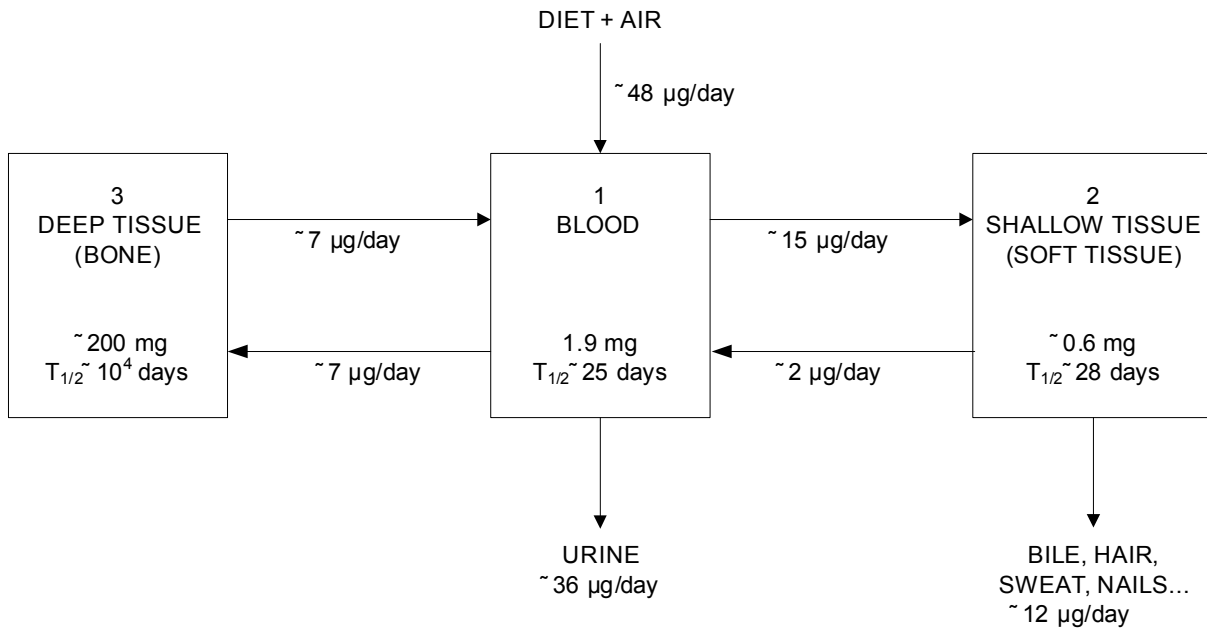 DIET + AIR
~48 µg/day
3
DEEP TISSUE
(BONE)
~200 mg
T1/2~10⁴ days
~7 µg/day
~7 µg/day
1
BLOOD
1.9 mg
T1/2~25 days
~15 µg/day
~2 µg/day
2
SHALLOW TISSUE
(SOFT TISSUE)
~0.6 mg
T1/2~28 days
URINE
~36 µg/day
BILE, HAIR,
SWEAT, NAILS...
~12 µg/day